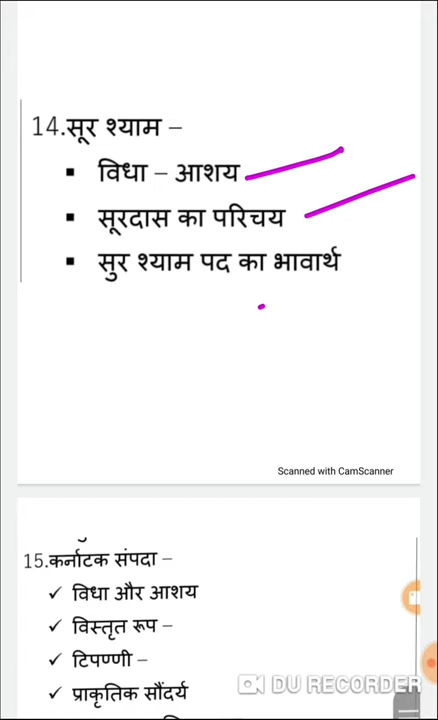 14.सूर श्याम –
▪ विधा – आशय
▪ सूरदास का परिचय
▪ सुर श्याम पद का भावार्थ
Scanned with CamScanner
15.कर्नाटक संपदा –
✓ विधा और आशय
✓ विस्तृत रूप –
✓ टिपण्णी –
✓ प्राकृतिक सौंदर्य
DU RECORDER